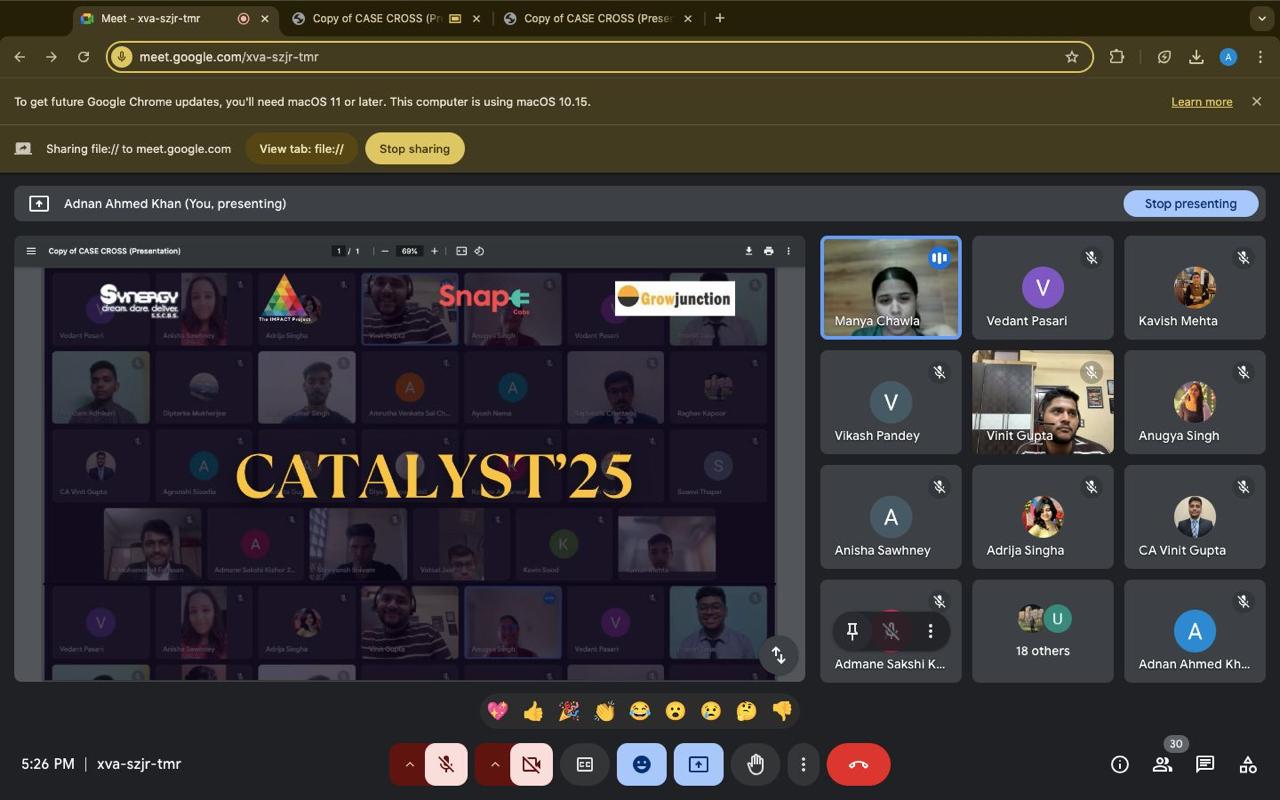 Meet - xva-szjr-tmr
Copy of CASE CROSS (Pr
Copy of CASE CROSS (Prese
meet.google.com/xva-szjr-tmr
A
To get future Google Chrome updates, you'll need macOS 11 or later. This computer is using macOS 10.15.
Learn more
Sharing file:// to meet.google.com
View tab: file://
Stop sharing
Adnan Ahmed Khan (You, presenting)
Stop presenting
Copy of CASE CROSS (Presentation)
1 / 1
69%
SYNERGY
dream. dare. deliver.
S.S.C.B.S.
The IMPACT Project
Snap
Cabs
Growjunction
Vedant Pasari
Anisha Sawhney
Adrija Singha
Vinit Gupta
Anugya Singh
Vedant Pasari
Diptarka Mukherjee
A
Amrutha Venkata Sai Ch...
A
Ayush Nema
Raghav Kapoor
CA Vinit Gupta
A
Agranshi Sisodia
S
Saanvi Thapar
CATALYST'25
A
Admane Sakshi Kishor 2...
K
Kevin Sood
V
Vedant Pasari
Anisha Sawhney
Adrija Singha
Vinit Gupta
Anugya Singh
V
Vedant Pasari
Manya Chawla
V
Vedant Pasari
Kavish Mehta
V
Vikash Pandey
Vinit Gupta
Anugya Singh
A
Anisha Sawhney
Adrija Singha
CA Vinit Gupta
Admane Sakshi K...
U
18 others
A
Adnan Ahmed Kh...
5:26 PM | xva-szjr-tmr
CC
30